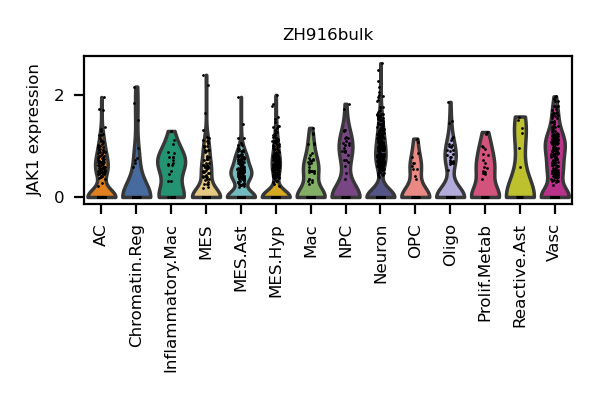 ZH916bulk
JAK1 expression
2
0
AC
Chromatin.Reg
Inflammatory.Mac
MES
MES.Ast
MES.Hyp
Mac
NPC
Neuron
OPC
Oligo
Prolif.Metab
Reactive.Ast
Vasc